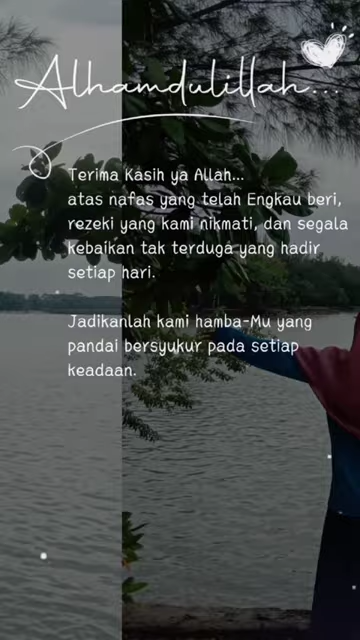 Alhamdulillah...
Terima Kasih ya Allah...
atas nafas yang telah Engkau beri,
rezeki yang kami nikmati, dan segala
kebaikan tak terduga yang hadir
setiap hari.
Jadikanlah kami hamba-Mu yang
pandai bersyukur pada setiap
keadaan.